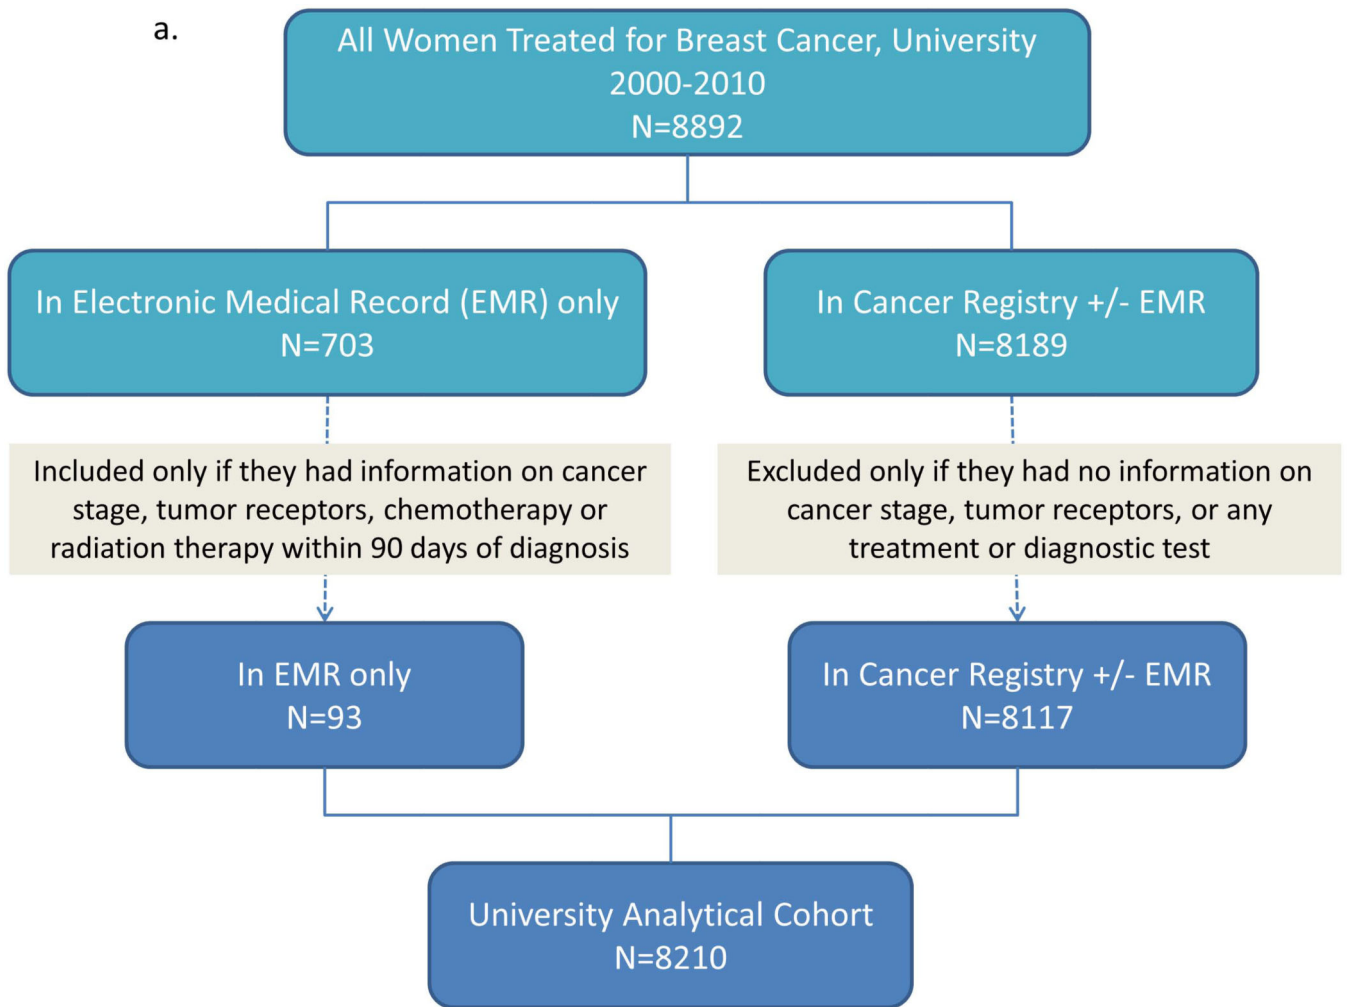 a.
All Women Treated for Breast Cancer, University
2000-2010
N=8892
In Electronic Medical Record (EMR) only
N=703
In Cancer Registry +/- EMR
N=8189
Included only if they had information on cancer
stage, tumor receptors, chemotherapy or
radiation therapy within 90 days of diagnosis
Excluded only if they had no information on
cancer stage, tumor receptors, or any
treatment or diagnostic test
In EMR only
N=93
In Cancer Registry +/- EMR
N=8117
University Analytical Cohort
N=8210